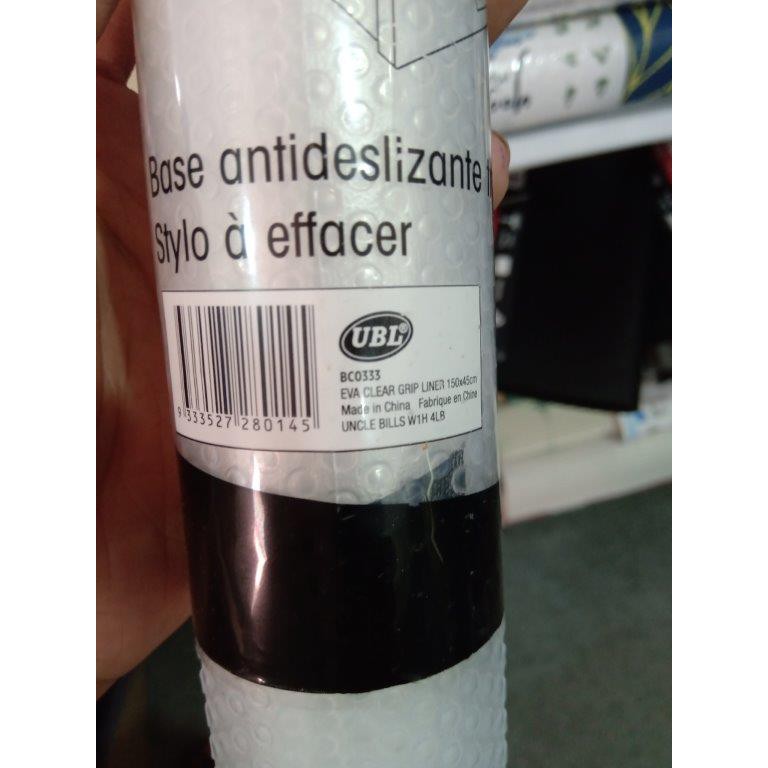 Base antideslizante
Stylo à effacer
UBL®
BC0333
EVA CLEAR GRIP LINER 150x45cm
Made in China Fabrique en Chine
UNCLE BILLS W1H 4LB
9 333527 280145